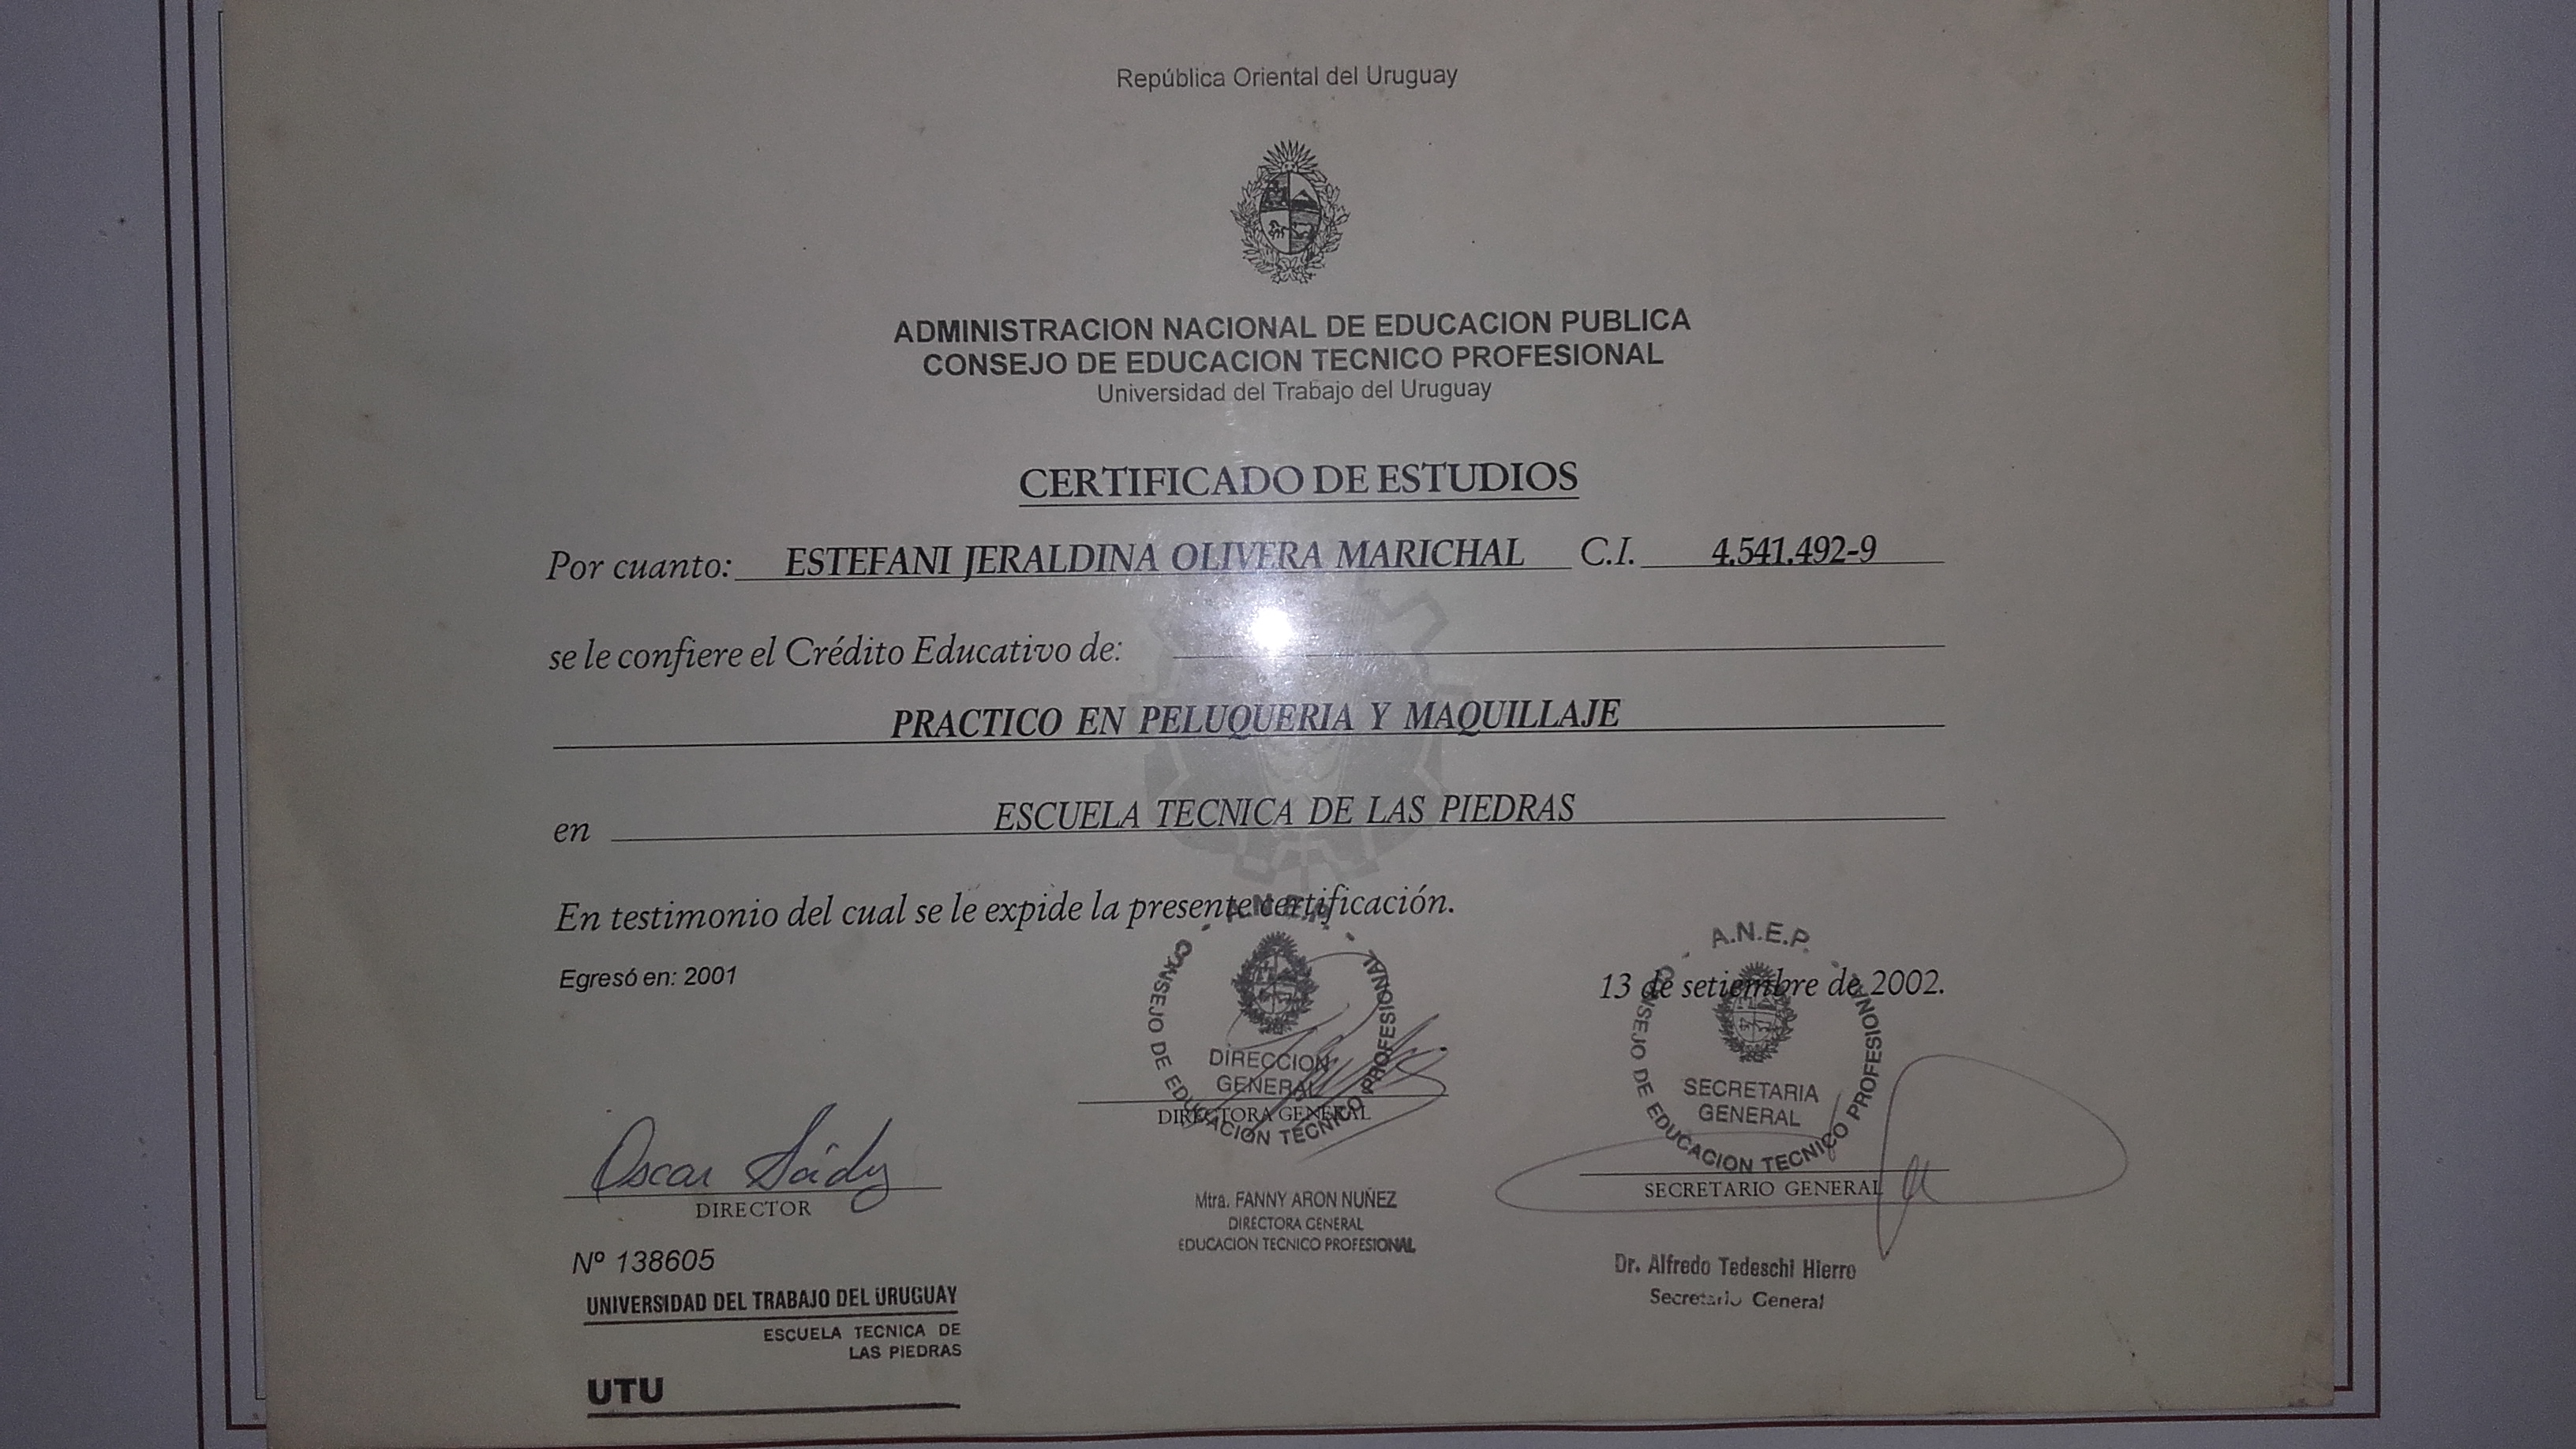 República Oriental del Uruguay
ADMINISTRACION NACIONAL DE EDUCACION PUBLICA
CONSEJO DE EDUCACION TECNICO PROFESIONAL
Universidad del Trabajo del Uruguay
CERTIFICADO DE ESTUDIOS
Por cuanto: ESTEFANI JERALDINA OLIVERA MARICHAL C.I. 4.541.492-9
se le confiere el Crédito Educativo de:
PRACTICO EN PELUQUERIA Y MAQUILLAJE
en ESCUELA TECNICA DE LAS PIEDRAS
En testimonio del cual se le expide la presente certificación.
Egresó en: 2001
13 de setiembre de 2002.
A.N.E.P.
CONSEJO DE EDUCACION TECNICO PROFESIONAL
DIRECCION
GENERAL
DIRECTORA GENERAL
A.N.E.P.
CONSEJO DE EDUCACION TECNICO PROFESIONAL
SECRETARIA
GENERAL
SECRETARIO GENERAL
Oscar
DIRECTOR
Mtra. FANNY ARON NUÑEZ
DIRECTORA GENERAL
EDUCACION TECNICO PROFESIONAL
Dr. Alfredo Tedeschi Hierro
Secretario General
Nº 138605
UNIVERSIDAD DEL TRABAJO DEL URUGUAY
ESCUELA TECNICA DE
LAS PIEDRAS
UTU